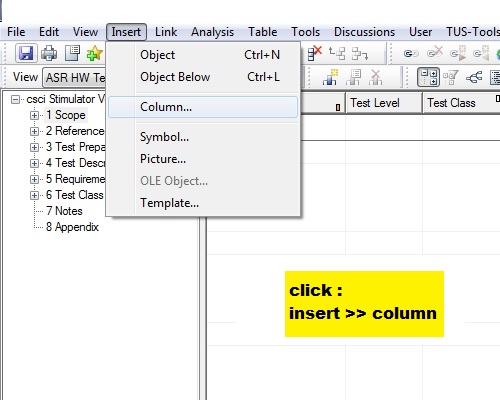 File Edit View Insert Link Analysis Table Tools Discussions User TUS-Tools
View ASR HW Te
Object Ctrl+N
Object Below Ctrl+L
Column...
Symbol...
Picture...
OLE Object...
Template...
Test Level Test Class
csci Stimulator V
1 Scope
2 Reference
3 Test Prepa
4 Test Descr
5 Requireme
6 Test Class
7 Notes
8 Appendix
click :
insert >> column